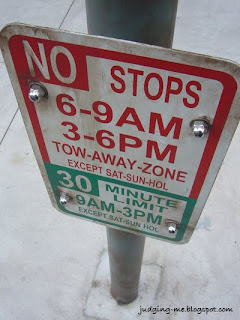 NO STOPS
6-9AM
3-6PM
TOW-AWAY-ZONE
EXCEPT SAT-SUN-HOL
30 MINUTE
LIMIT
9AM-3PM
EXCEPT SAT-SUN HOL
judging-me.blogspot.com